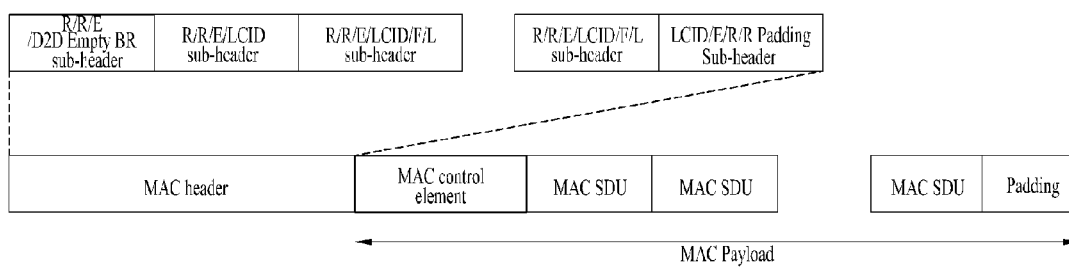 R/R/E
/D2D Empty BR
sub-header
R/R/E/LCID
sub-header
R/R/E/LCID/F/L
sub-header
R/R/E/LCID/F/L
sub-header
LCID/E/R/R Padding
Sub-header
MAC header
MAC control
element
MAC SDU
MAC SDU
MAC SDU
Padding
MAC Payload